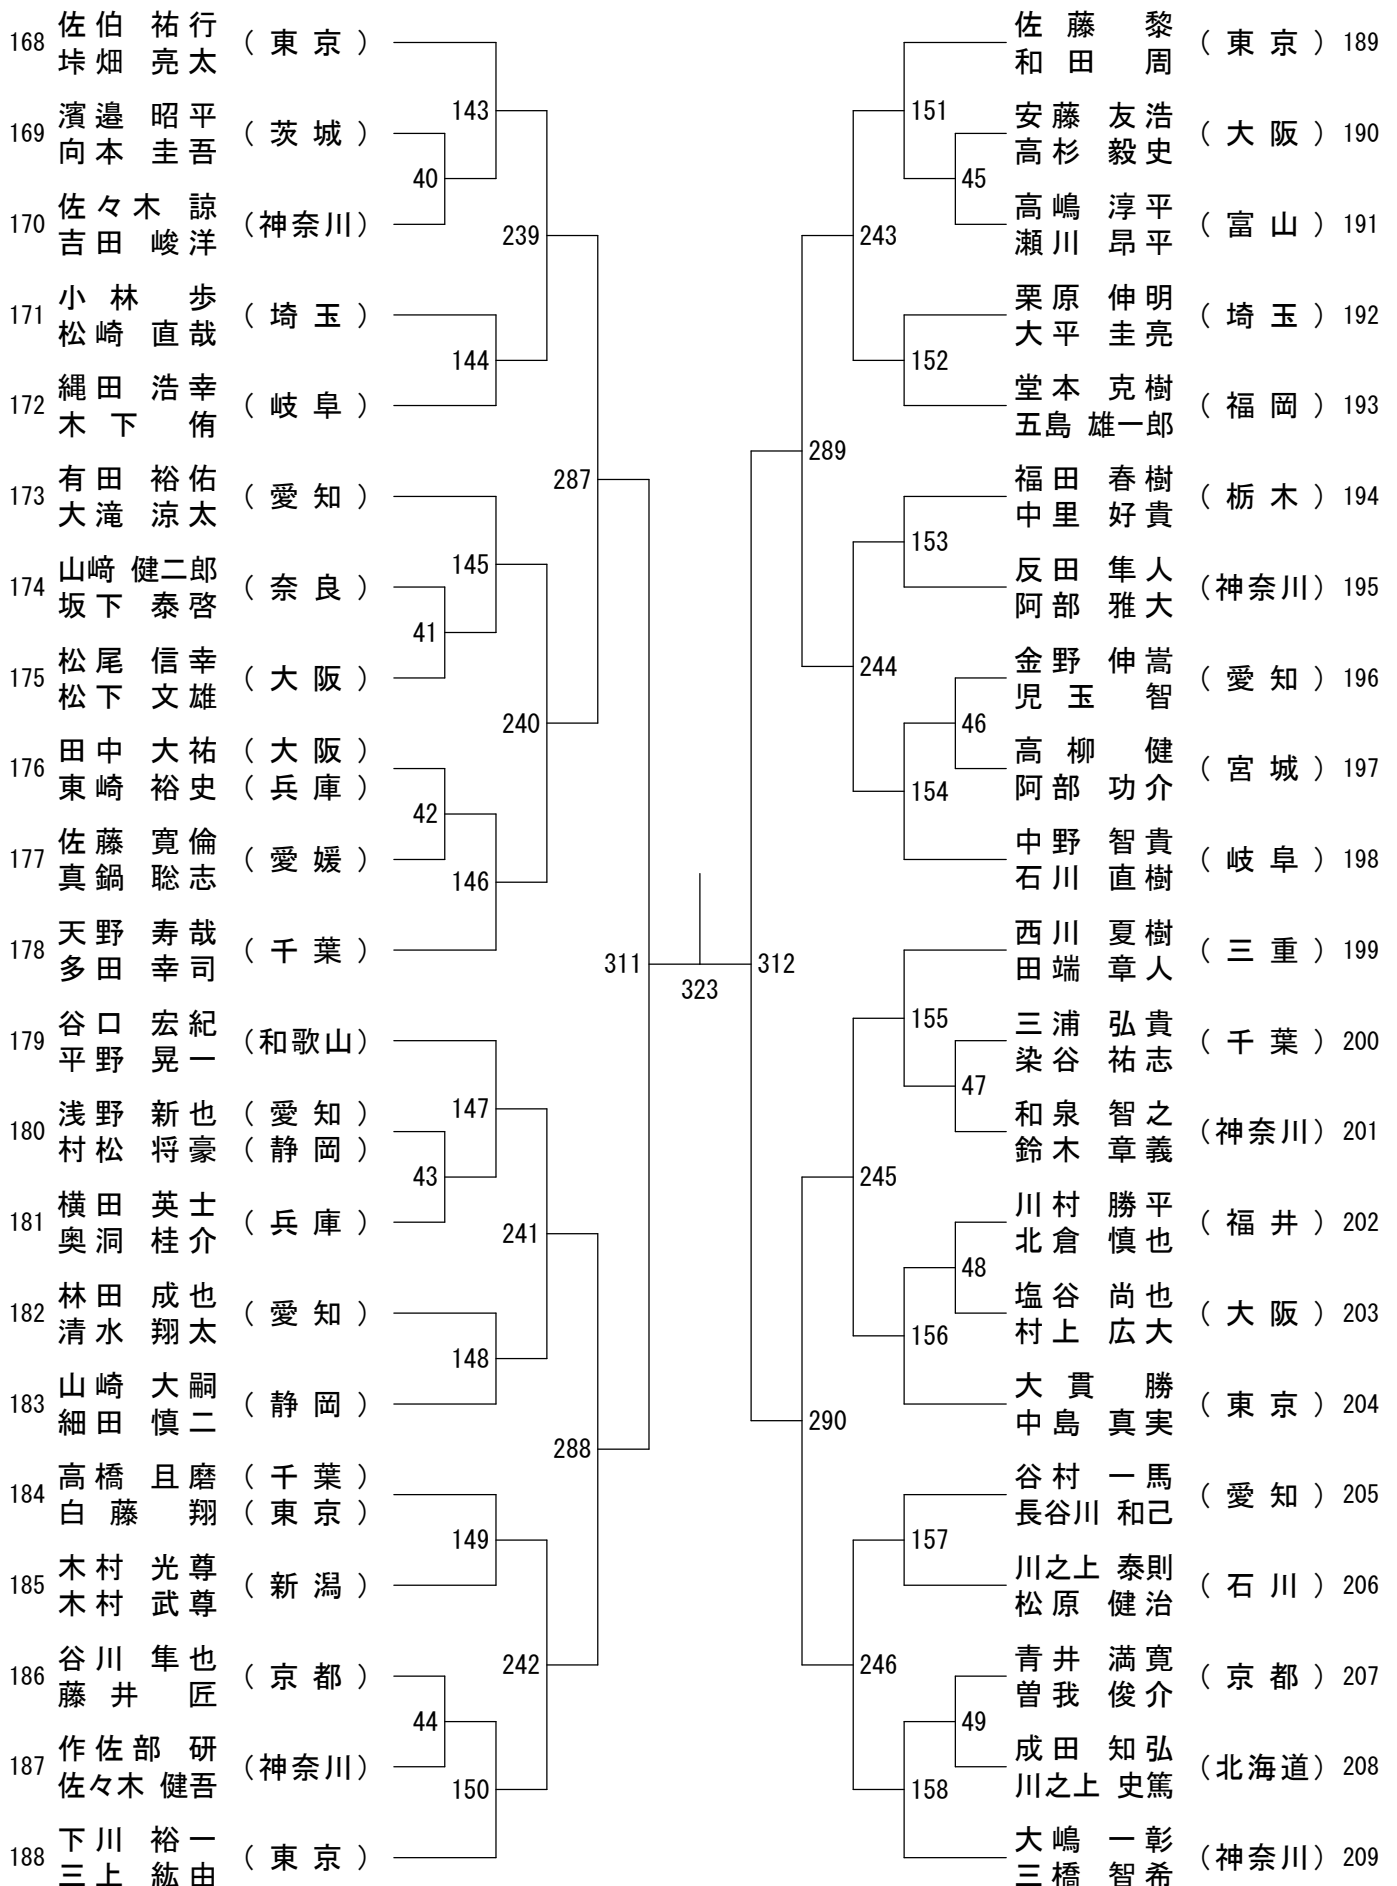 168 佐伯 祐行 (東京)
垰畑 亮太
143
169 濱邉 昭平 (茨城)
向本 圭吾
40
170 佐々木 諒 (神奈川)
吉田 峻洋
239
171 小林 歩 (埼玉)
松崎 直哉
144
172 縄田 浩幸 (岐阜)
木下 侑
287
173 有田 裕佑 (愛知)
大滝 涼太
145
174 山﨑 健二郎 (奈良)
坂下 泰啓
41
175 松尾 信幸 (大阪)
松下 文雄
240
176 田中 大祐 (大阪)
東崎 裕史 (兵庫)
42
177 佐藤 寛倫 (愛媛)
真鍋 聡志
146
178 天野 寿哉 (千葉)
多田 幸司
311
179 谷口 宏紀 (和歌山)
平野 晃一
147
180 浅野 新也 (愛知)
村松 将豪 (静岡)
43
181 横田 英士 (兵庫)
奥洞 桂介
241
182 林田 成也 (愛知)
清水 翔太
148
183 山崎 大嗣 (静岡)
細田 慎二
288
184 高橋 且磨 (千葉)
白藤 翔 (東京)
149
185 木村 光尊 (新潟)
木村 武尊
242
186 谷川 隼也 (京都)
藤井 匠
44
187 作佐部 研 (神奈川)
佐々木 健吾
150
188 下川 裕一 (東京)
三上 紘由
323
佐藤 黎 (東京) 189
和田 周
151
安藤 友浩 (大阪) 190
高杉 毅史
45
高嶋 淳平 (富山) 191
瀬川 昂平
243
栗原 伸明 (埼玉) 192
大平 圭亮
152
堂本 克樹 (福岡) 193
五島 雄一郎
289
福田 春樹 (栃木) 194
中里 好貴
153
反田 隼人 (神奈川) 195
阿部 雅大
244
金野 伸嵩 (愛知) 196
児玉 智
46
高柳 健 (宮城) 197
阿部 功介
154
中野 智貴 (岐阜) 198
石川 直樹
312
西川 夏樹 (三重) 199
田端 章人
155
三浦 弘貴 (千葉) 200
染谷 祐志
47
和泉 智之 (神奈川) 201
鈴木 章義
245
川村 勝平 (福井) 202
北倉 慎也
48
塩谷 尚也 (大阪) 203
村上 広大
156
大貫 勝 (東京) 204
中島 真実
290
谷村 一馬 (愛知) 205
長谷川 和己
157
川之上 泰則 (石川) 206
松原 健治
246
青井 満寛 (京都) 207
曽我 俊介
49
成田 知弘 (北海道) 208
川之上 史篤
158
大嶋 一彰 (神奈川) 209
三橋 智希